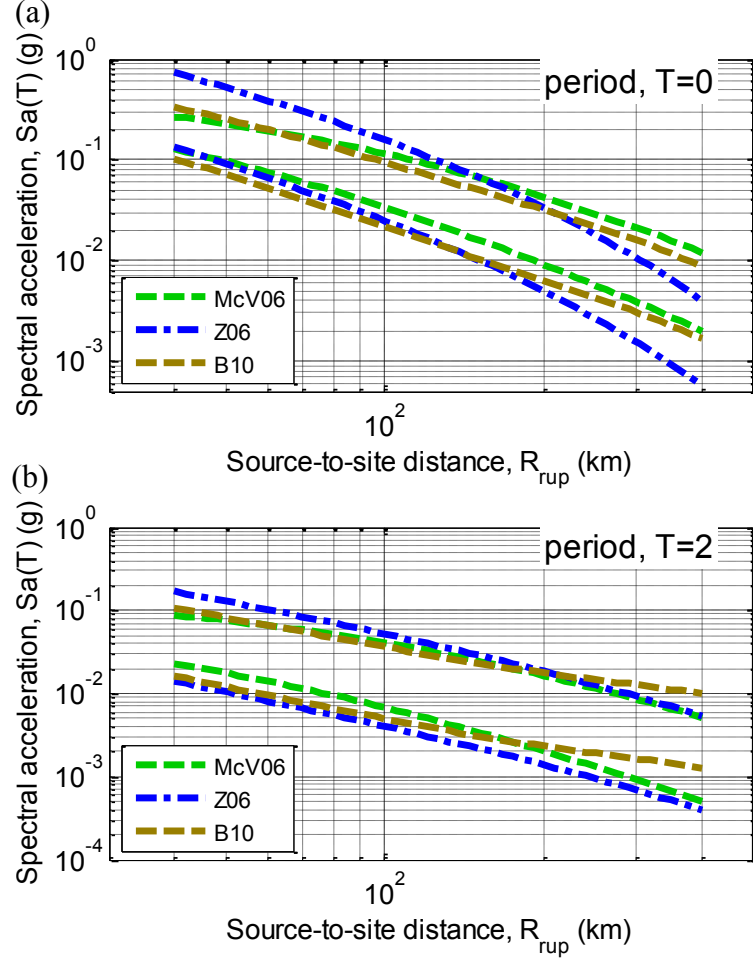 (a)
10^0
10^-1
10^-2
10^-3
Spectral acceleration, Sa(T) (g)
period, T=0
McV06
Z06
B10
10^2
Source-to-site distance, R_rup (km)
(b)
10^0
10^-1
10^-2
10^-3
10^-4
Spectral acceleration, Sa(T) (g)
period, T=2
McV06
Z06
B10
10^2
Source-to-site distance, R_rup (km)